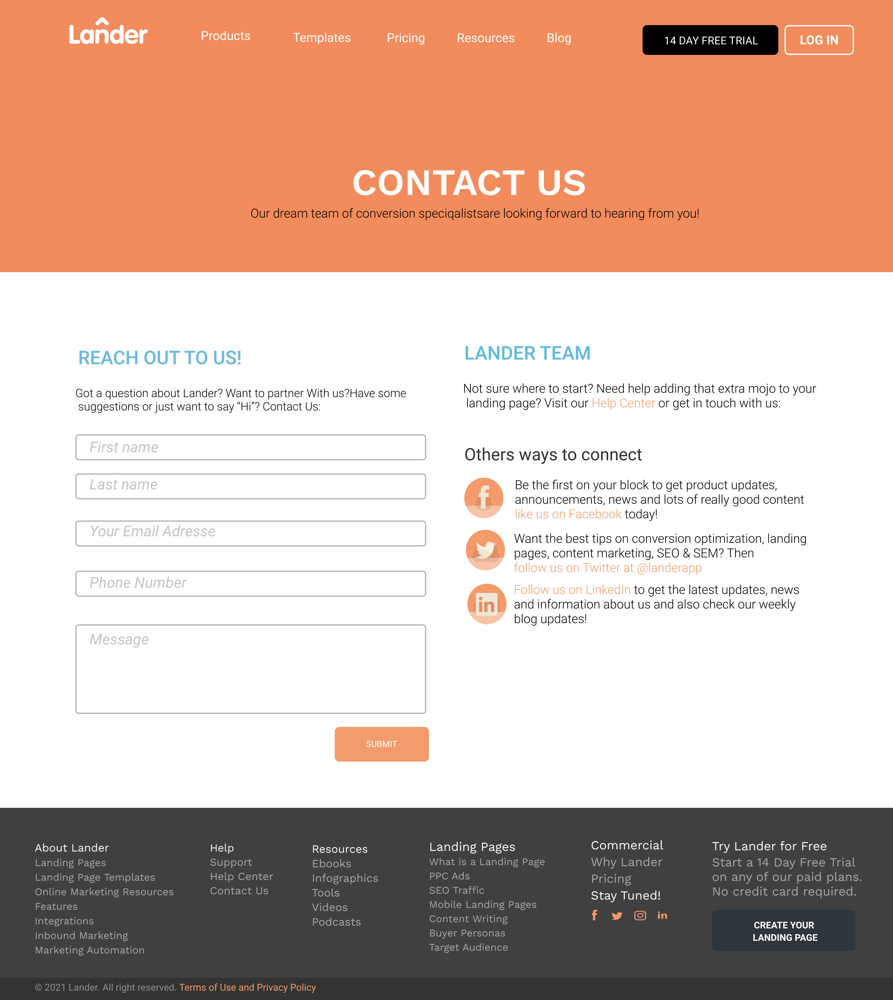 Lander
Products
Templates
Pricing
Resources
Blog
14 DAY FREE TRIAL
LOG IN
CONTACT US
Our dream team of conversion speciqalistsare looking forward to hearing from you!
REACH OUT TO US!
Got a question about Lander? Want to partner With us?Have some
suggestions or just want to say “Hi”? Contact Us:
First name
Last name
Your Email Adresse
Phone Number
Message
SUBMIT
LANDER TEAM
Not sure where to start? Need help adding that extra mojo to your
landing page? Visit our Help Center or get in touch with us:
Others ways to connect
Be the first on your block to get product updates,
announcements, news and lots of really good content
like us on Facebook today!
Want the best tips on conversion optimization, landing
pages, content marketing, SEO & SEM? Then
follow us on Twitter at @landerapp
Follow us on LinkedIn to get the latest updates, news
and information about us and also check our weekly
blog updates!
About Lander
Landing Pages
Landing Page Templates
Online Marketing Resources
Features
Integrations
Inbound Marketing
Marketing Automation
Help
Support
Help Center
Contact Us
Resources
Ebooks
Infographics
Tools
Videos
Podcasts
Landing Pages
What is a Landing Page
PPC Ads
SEO Traffic
Mobile Landing Pages
Content Writing
Buyer Personas
Target Audience
Commercial
Why Lander
Pricing
Stay Tuned!
Try Lander for Free
Start a 14 Day Free Trial
on any of our paid plans.
No credit card required.
CREATE YOUR
LANDING PAGE
© 2021 Lander. All right reserved. Terms of Use and Privacy Policy